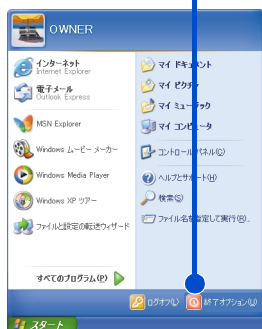 OWNER
インターネット
Internet Explorer
電子メール
Outlook Express
MSN Explorer
Windows ムービー メーカー
Windows Media Player
Windows XP ツアー
ファイルと設定の転送ウィザード
すべてのプログラム(P)
マイ ドキュメント
マイ ピクチャ
マイ ミュージック
マイ コンピュータ
コントロール パネル(C)
ヘルプとサポート(H)
検索(S)
ファイル名を指定して実行(R)...
ログオフ(L)
終了オプション(U)
スタート